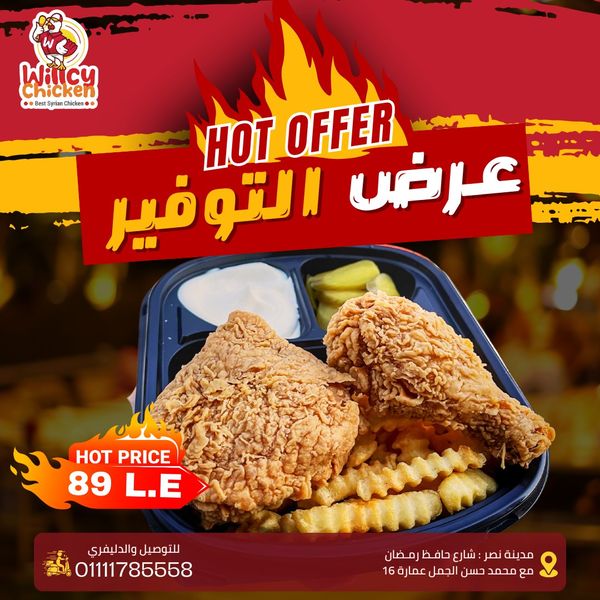 Willcy
Chicken
Best Syrian Chicken
HOT OFFER
عرض التوفير
HOT PRICE
89 L.E
للتوصيل والدليفري
01111785558
مدينة نصر : شارع حافظ رمضان
مع محمد حسن الجمل عمارة 16